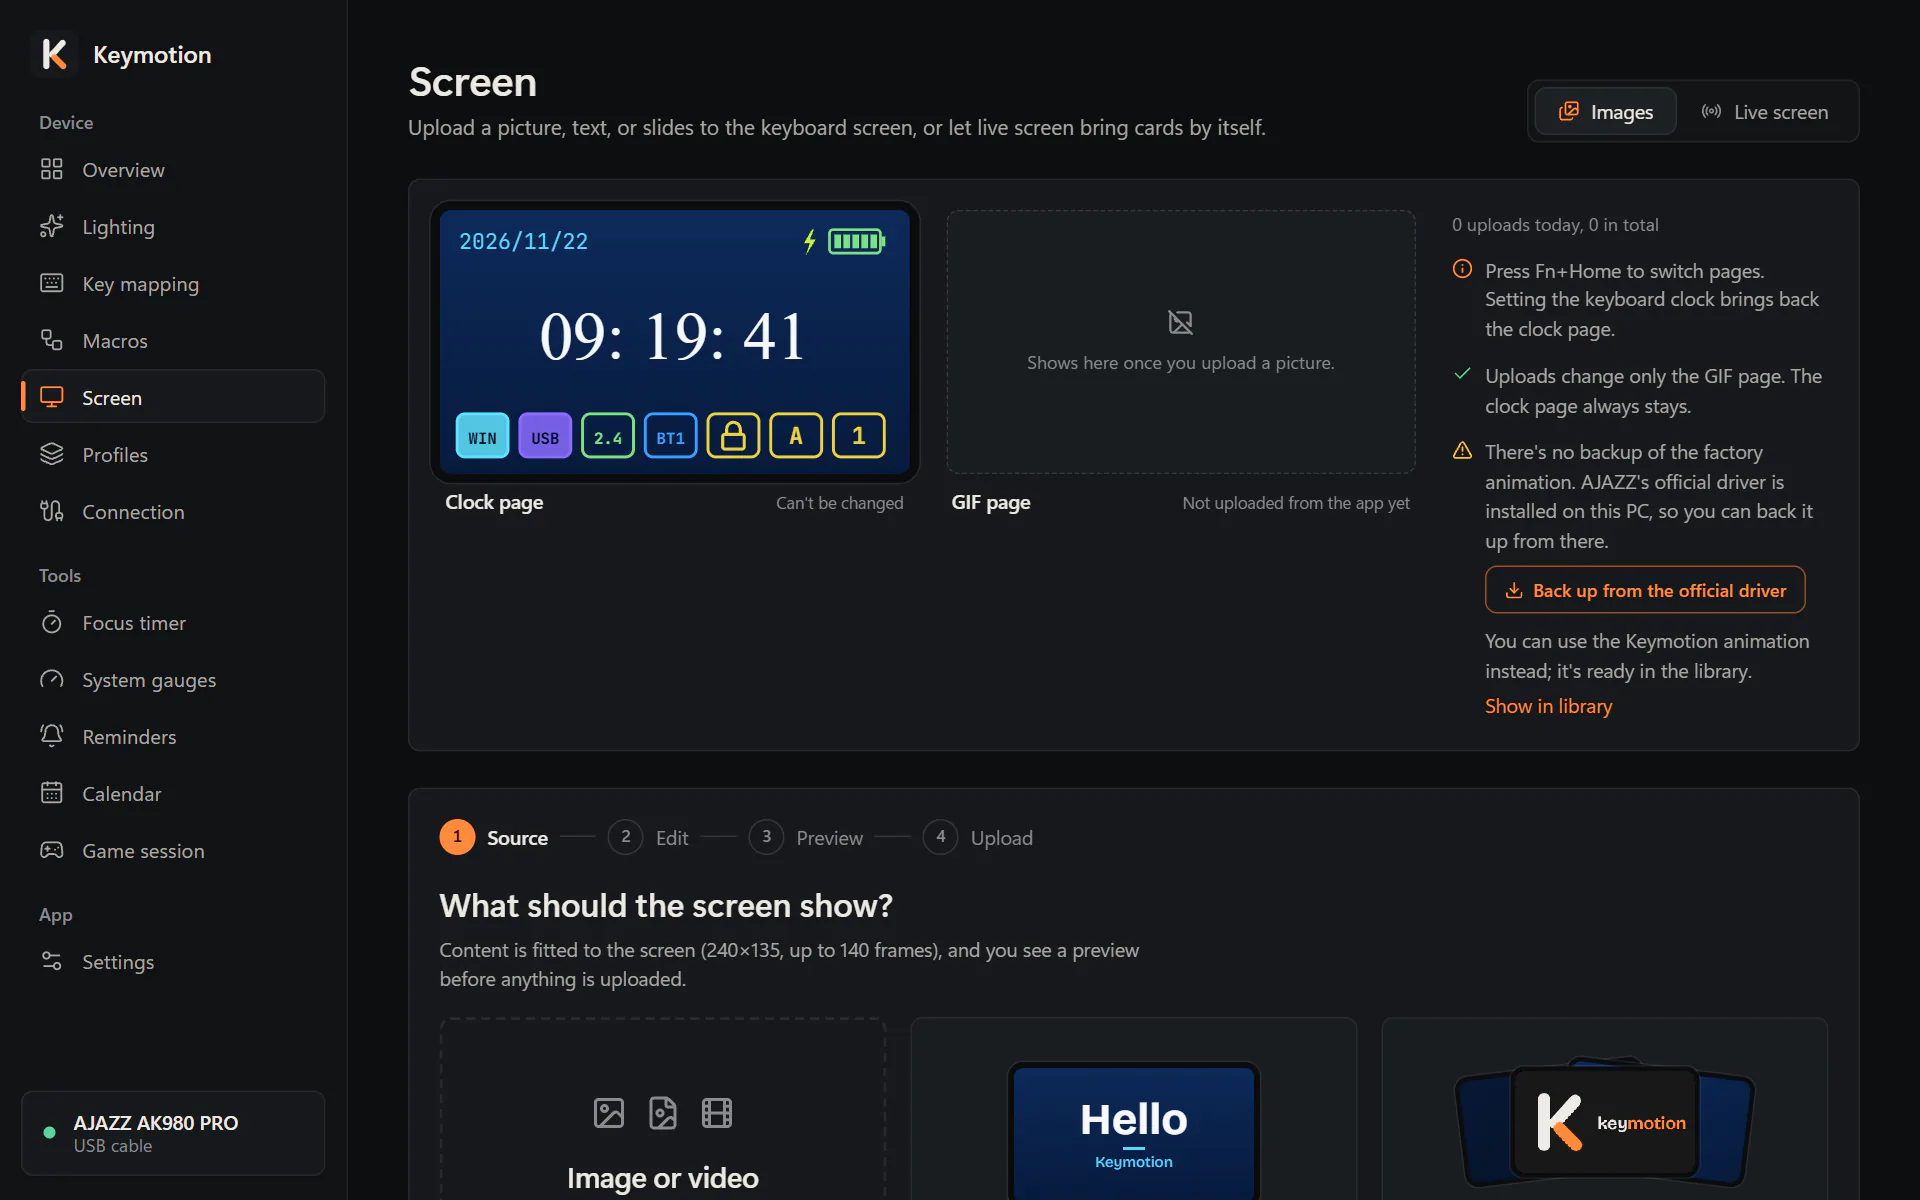 Keymotion
Device
Overview
Lighting
Key mapping
Macros
Screen
Profiles
Connection
Tools
Focus timer
System gauges
Reminders
Calendar
Game session
App
Settings
AJAZZ AK980 PRO
USB cable
Screen
Upload a picture, text, or slides to the keyboard screen, or let live screen bring cards by itself.
Images
Live screen
2026/11/22
09: 19: 41
WIN
USB
2.4
BT1
A
1
Clock page
Can't be changed
Shows here once you upload a picture.
GIF page
Not uploaded from the app yet
0 uploads today, 0 in total
Press Fn+Home to switch pages.
Setting the keyboard clock brings back
the clock page.
Uploads change only the GIF page. The
clock page always stays.
There's no backup of the factory
animation. AJAZZ's official driver is
installed on this PC, so you can back it
up from there.
Back up from the official driver
You can use the Keymotion animation
instead; it's ready in the library.
Show in library
1 Source
2 Edit
3 Preview
4 Upload
What should the screen show?
Content is fitted to the screen (240×135, up to 140 frames), and you see a preview
before anything is uploaded.
Image or video
Hello
Keymotion
keymotion